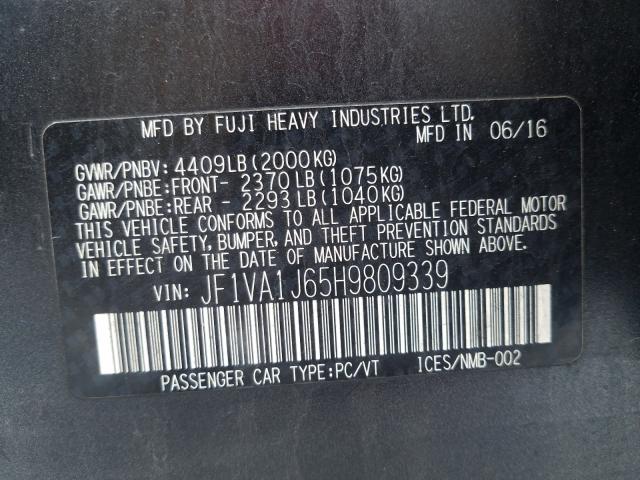 MFD BY FUJI HEAVY INDUSTRIES LTD.
MFD IN 06/16
GVWR/PNBV: 4409LB(2000KG)
GAWR/PNBE:FRONT- 2370LB(1075KG)
GAWR/PNBE:REAR - 2293LB(1040KG)
THIS VEHICLE CONFORMS TO ALL APPLICABLE FEDERAL MOTOR
VEHICLE SAFETY, BUMPER, AND THEFT PREVENTION STANDARDS
IN EFFECT ON THE DATE OF MANUFACTURE SHOWN ABOVE.
VIN: JF1VA1J65H9809339
PASSENGER CAR TYPE:PC/VT ICES/NMB-002